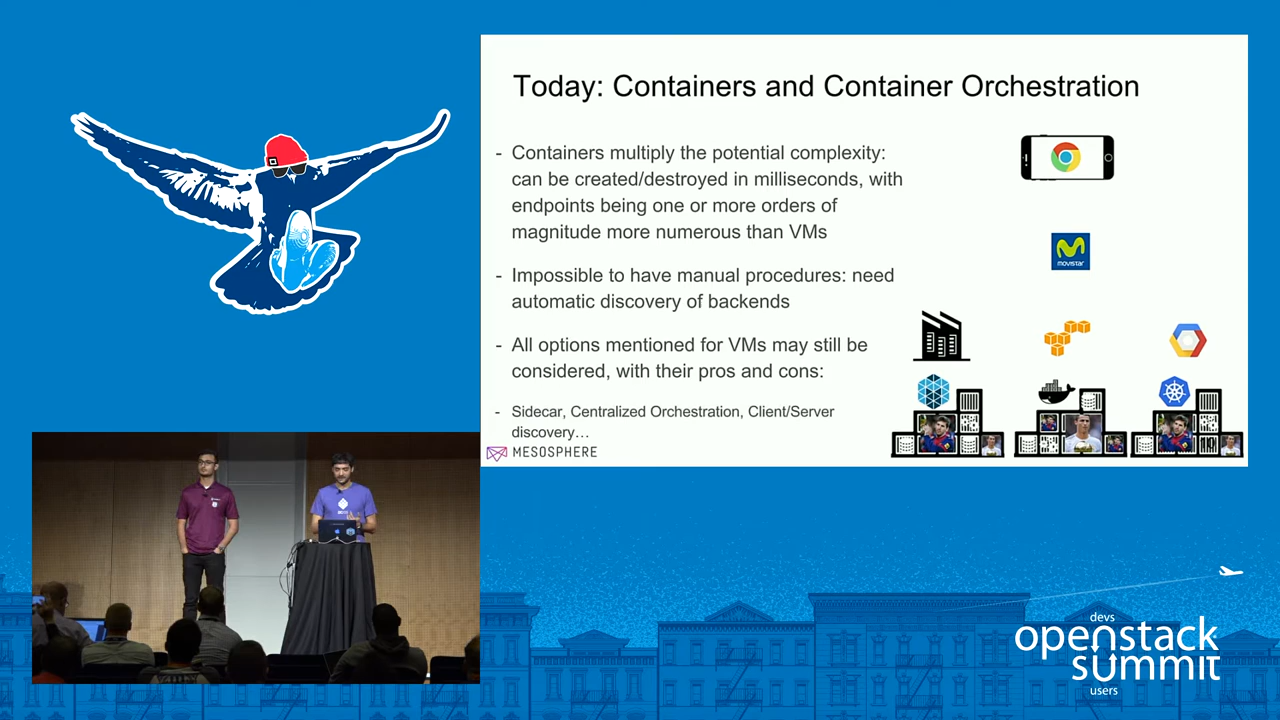 Today: Containers and Container Orchestration
- Containers multiply the potential complexity:
can be created/destroyed in milliseconds, with
endpoints being one or more orders of
magnitude more numerous than VMs
- Impossible to have manual procedures: need
automatic discovery of backends
- All options mentioned for VMs may still be
considered, with their pros and cons:
- Sidecar, Centralized Orchestration, Client/Server
discovery…
MESOSPHERE
movistar
devs
openstack
summit
users